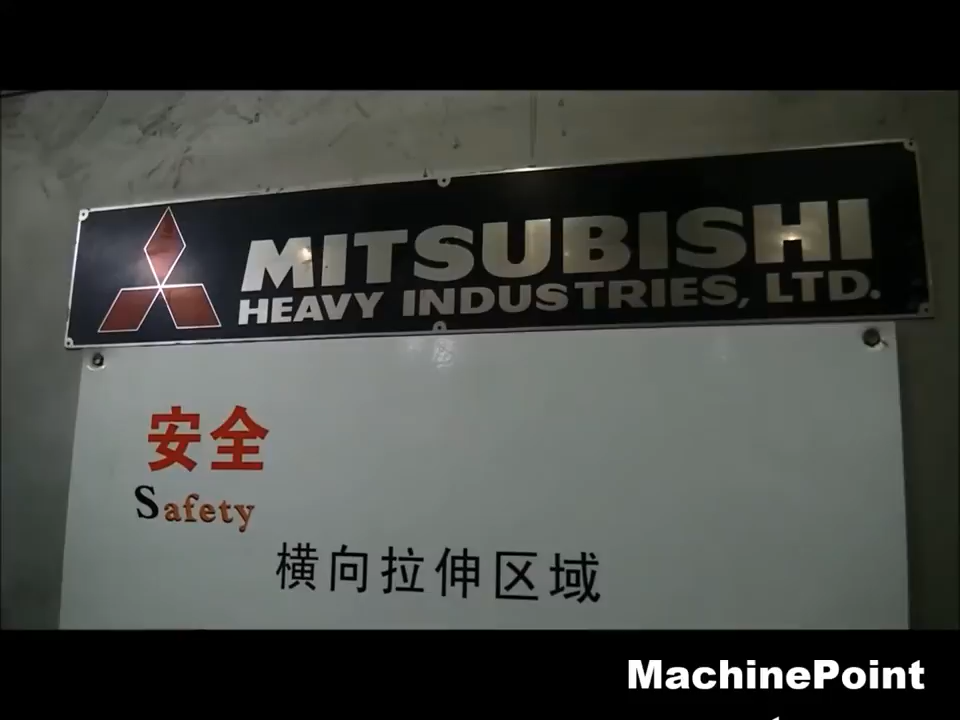 MITSUBISHI
HEAVY INDUSTRIES, LTD.
安全
Safety
横向拉伸区域
MachinePoint